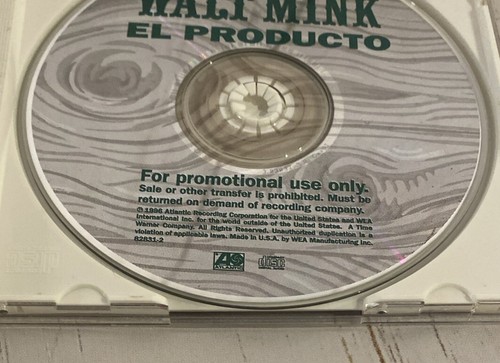 WALT MINK
EL PRODUCTO
For promotional use only.
Sale or other transfer is prohibited. Must be
returned on demand of recording company.
℗©1996 Atlantic Recording Corporation for the United States and WEA
International Inc. for the world outside of the United States. A Time
Warner Company. All Rights Reserved. Unauthorized duplication is a
violation of applicable laws. Made in U.S.A. by WEA Manufacturing Inc.
82831-2
ATLANTIC